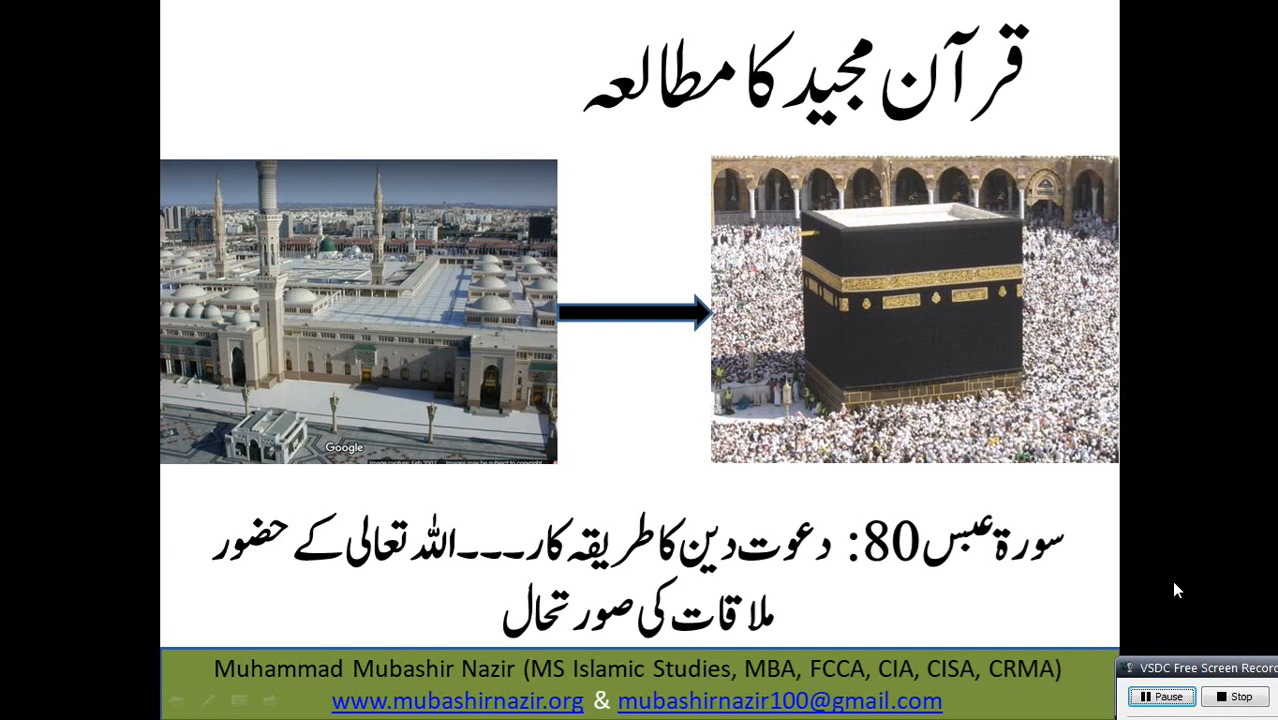 قرآن مجید کا مطالعہ
Google
سورۃ عبس 80: دعوت دین کا طریقہ کار۔۔۔اللہ تعالی کے حضور
ملاقات کی صورتحال
Muhammad Mubashir Nazir (MS Islamic Studies, MBA, FCCA, CIA, CISA, CRMA)
www.mubashirnazir.org & mubashirnazir100@gmail.com
VSDC Free Screen Recor
Pause Stop